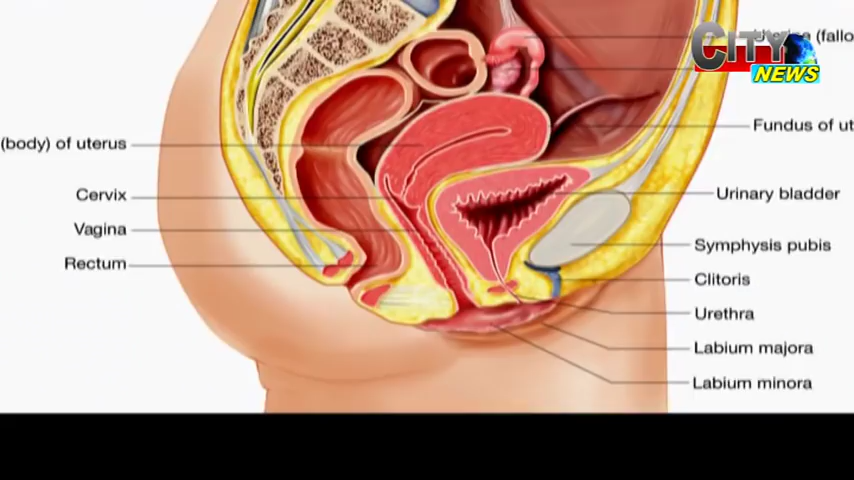 (fallo
CITY
NEWS
Fundus of ut
(body) of uterus
Cervix
Urinary bladder
Vagina
Symphysis pubis
Rectum
Clitoris
Urethra
Labium majora
Labium minora